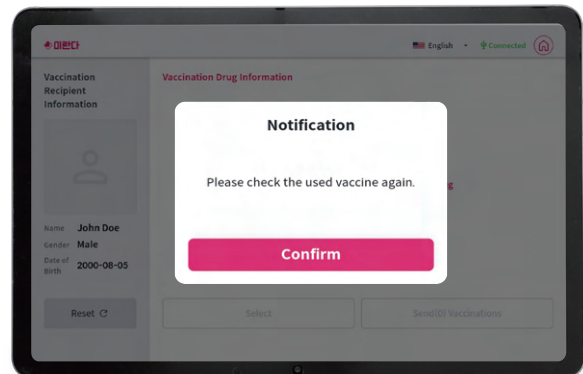 미림다
English
Connected
Vaccination
Recipient
Information
Vaccination Drug Information
Notification
Please check the used vaccine again.
g
Confirm
Name John Doe
Gender Male
Date of
Birth 2000-08-05
Reset
Select
Send(0) Vaccinations